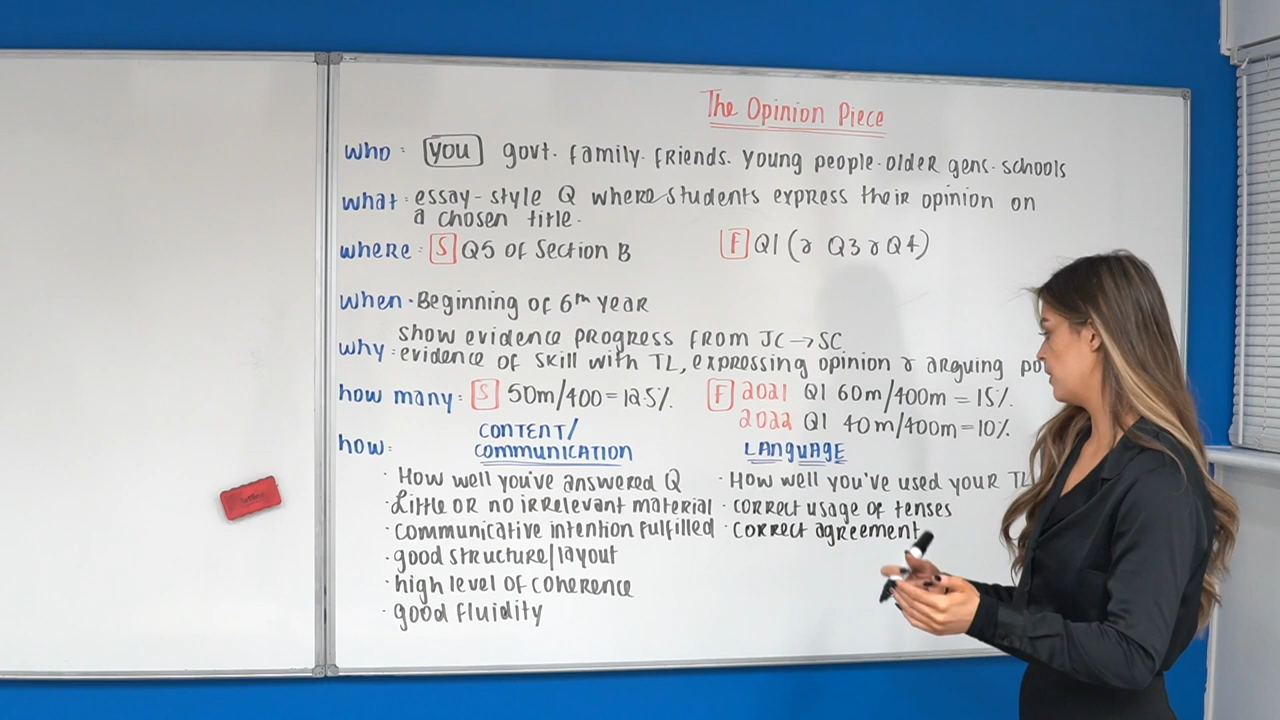 The Opinion Piece
who: you govt. family. friends. young people. older gens. schools
what: essay-style Q where students express their opinion on
a chosen title.
where: S Q5 of Section B F Q1 (& Q3 & Q4)
when. Beginning of 6th year
show evidence progress from JC → SC
why: evidence of skill with TL, expressing opinion & arguing
how many: S 50m/400 = 12.5%. F 2021 Q1 60m/400m = 15%.
2022 Q1 40m/400m = 10%.
how: CONTENT/
COMMUNICATION LANGUAGE
· How well you've answered Q · How well you've used your TL
· Little or no irrelevant material · correct usage of tenses
· communicative intention fulfilled · correct agreement
· good structure/layout
· high level of coherence
· good fluidity